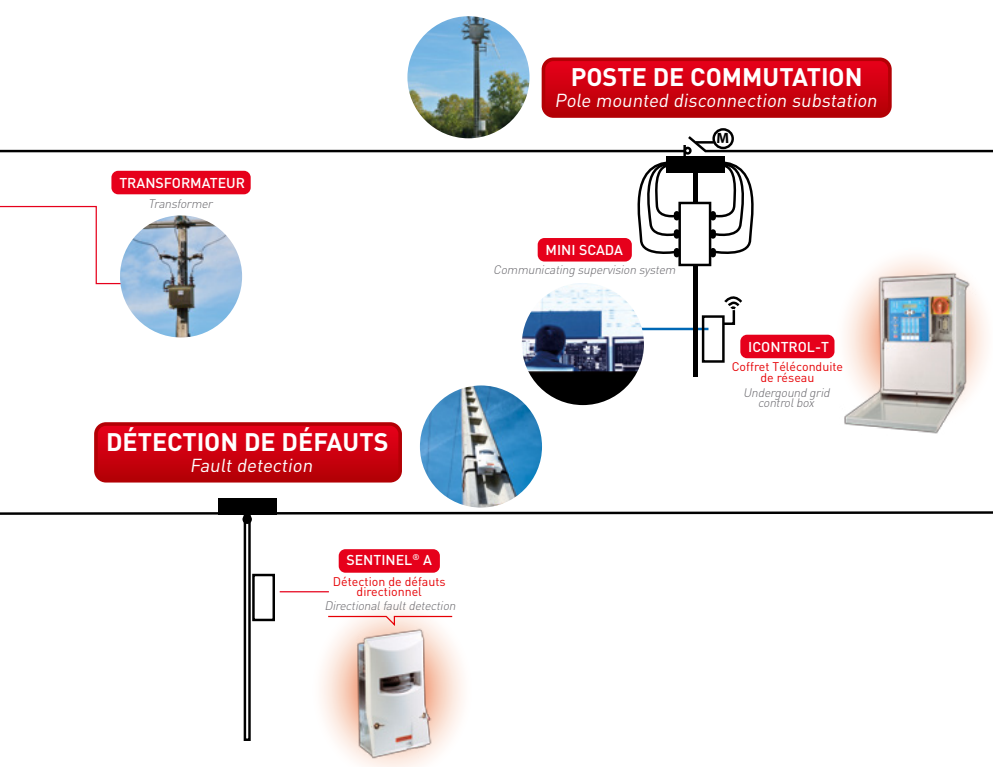 POSTE DE COMMUTATION
Pole mounted disconnection substation
M
TRANSFORMATEUR
Transformer
MINI SCADA
Communicating supervision system
ICONTROL-T
Coffret Téléconduite
de réseau
Undergound grid
control box
DÉTECTION DE DÉFAUTS
Fault detection
SENTINEL® A
Détection de défauts
directionnel
Directional fault detection